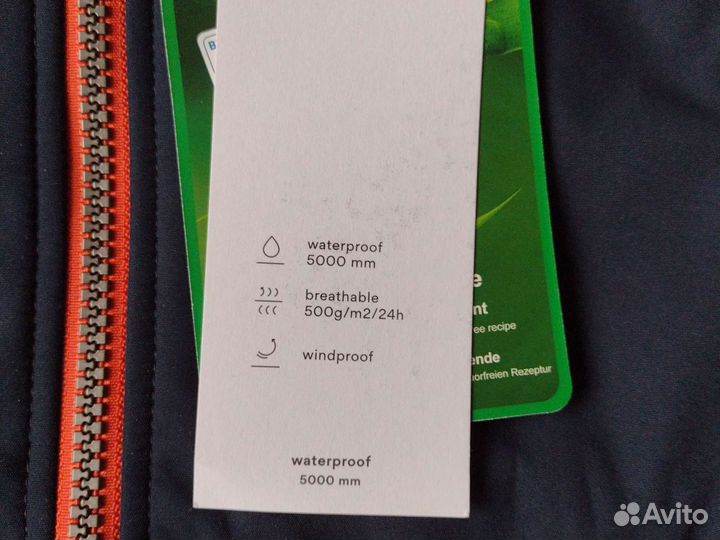 waterproof
5000 mm
breathable
500g/m2/24h
windproof
waterproof
5000 mm
e
nt
ree recipe
ende
orfreien Rezeptur
Avito